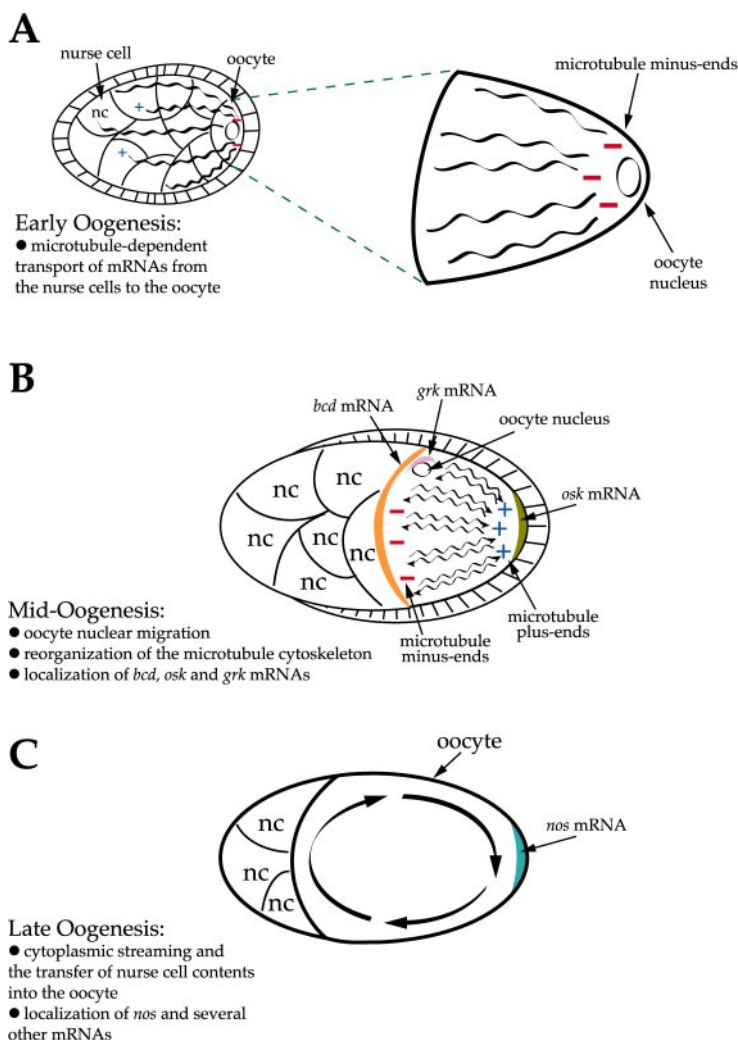 A
nurse cell
oocyte
nc
+
+
–
–
microtubule minus-ends
–
–
–
oocyte
nucleus
Early Oogenesis:
● microtubule-dependent
transport of mRNAs from
the nurse cells to the oocyte
B
grk mRNA
bcd mRNA
oocyte nucleus
osk mRNA
nc
nc
nc
nc
nc
nc
–
–
–
+
+
+
microtubule
plus-ends
microtubule
minus-ends
Mid-Oogenesis:
● oocyte nuclear migration
● reorganization of the microtubule cytoskeleton
● localization of bcd, osk and grk mRNAs
C
oocyte
nos mRNA
nc
nc
nc
Late Oogenesis:
● cytoplasmic streaming and
the transfer of nurse cell contents
into the oocyte
● localization of nos and several
other mRNAs